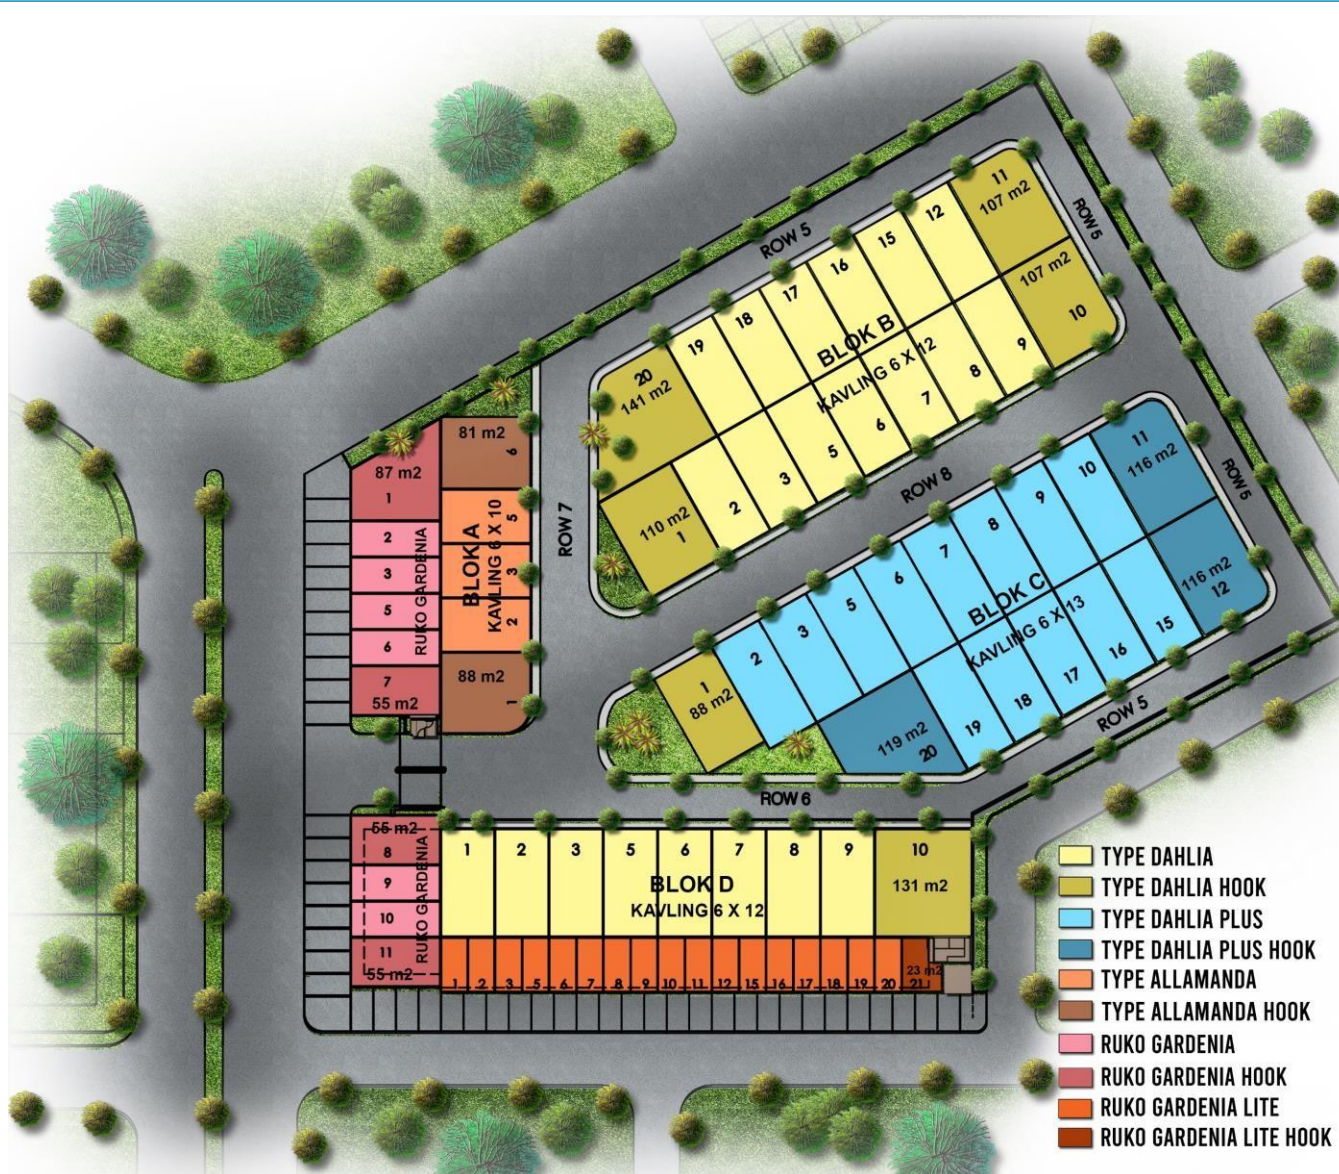 ROW 5
11
107 m2
12
15
16
17
18
19
20
141 m2
BLOK B
KAVLING 6 X 12
107 m2
10
9
8
7
6
5
3
2
110 m2
1
ROW 5
ROW 7
ROW 8
81 m2
6
87 m2
1
2
3
5
6
7
55 m2
RUKO GARDENIA
BLOK A
KAVLING 6 X 10
5
3
2
88 m2
1
11
116 m2
10
9
8
7
6
5
3
2
1
88 m2
BLOK C
KAVLING 6 X 13
116 m2
12
15
16
17
18
19
119 m2
20
ROW 5
ROW 5
ROW 6
55 m2
8
9
10
11
55 m2
RUKO GARDENIA
1
2
3
5
6
7
8
9
10
131 m2
BLOK D
KAVLING 6 X 12
1
2
3
5
6
7
8
9
10
11
12
15
16
17
18
19
20
23 m2
21
TYPE DAHLIA
TYPE DAHLIA HOOK
TYPE DAHLIA PLUS
TYPE DAHLIA PLUS HOOK
TYPE ALLAMANDA
TYPE ALLAMANDA HOOK
RUKO GARDENIA
RUKO GARDENIA HOOK
RUKO GARDENIA LITE
RUKO GARDENIA LITE HOOK